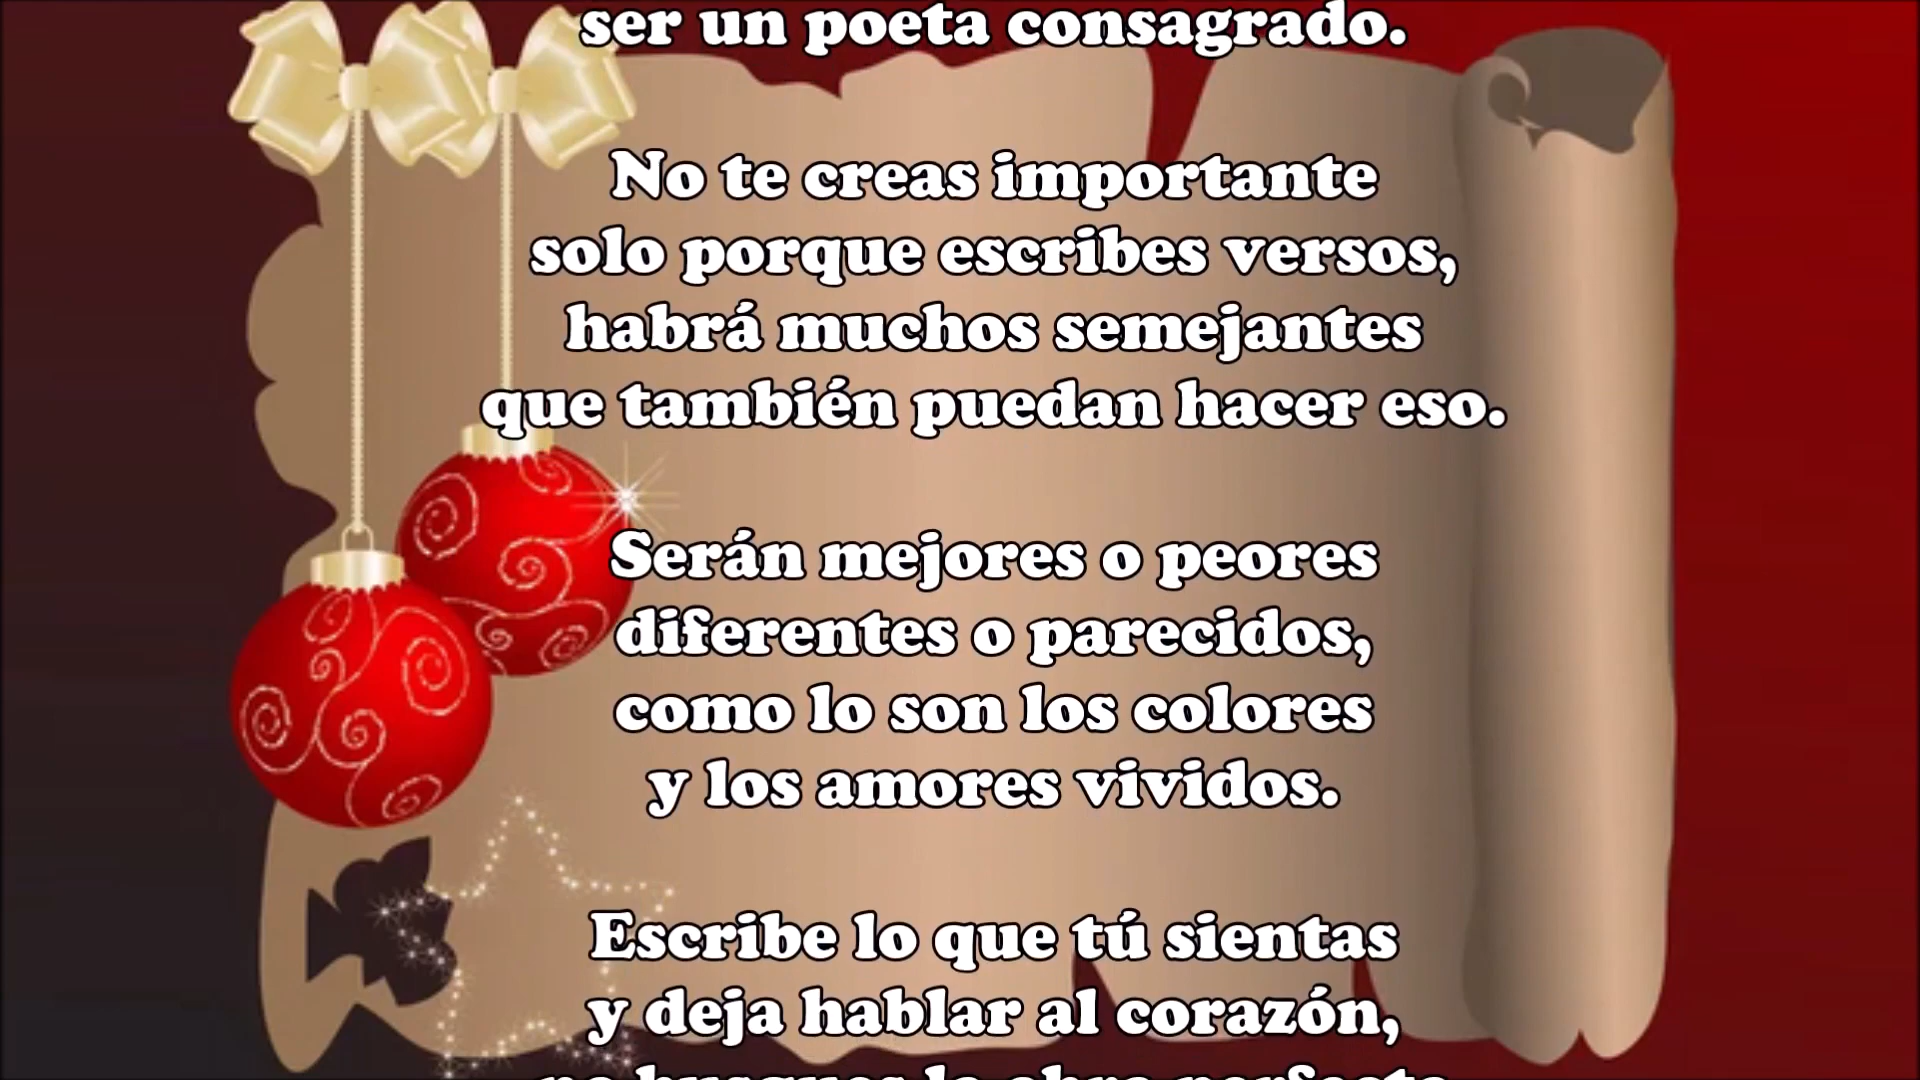 ser un poeta consagrado.
No te creas importante
solo porque escribes versos,
habrá muchos semejantes
que también puedan hacer eso.
Serán mejores o peores
diferentes o parecidos,
como lo son los colores
y los amores vividos.
Escribe lo que tú sientas
y deja hablar al corazón,